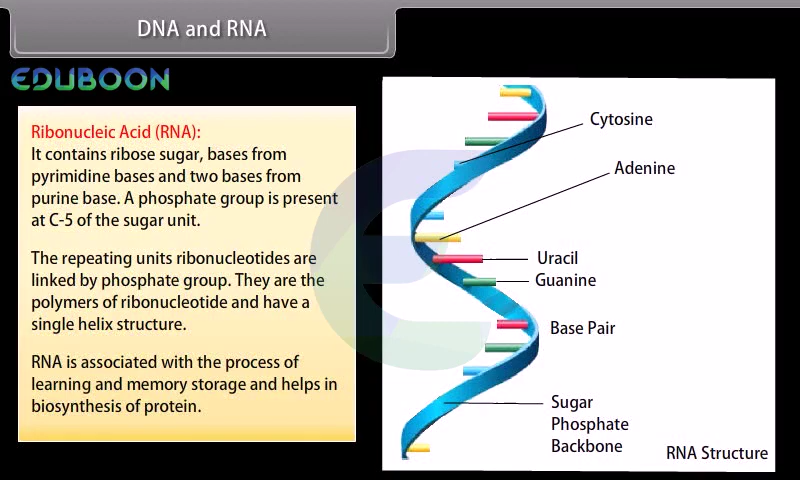 DNA and RNA
EDUBOON
Ribonucleic Acid (RNA):
It contains ribose sugar, bases from
pyrimidine bases and two bases from
purine base. A phosphate group is present
at C-5 of the sugar unit.
The repeating units ribonucleotides are
linked by phosphate group. They are the
polymers of ribonucleotide and have a
single helix structure.
RNA is associated with the process of
learning and memory storage and helps in
biosynthesis of protein.
Cytosine
Adenine
Uracil
Guanine
Base Pair
Sugar
Phosphate
Backbone
RNA Structure